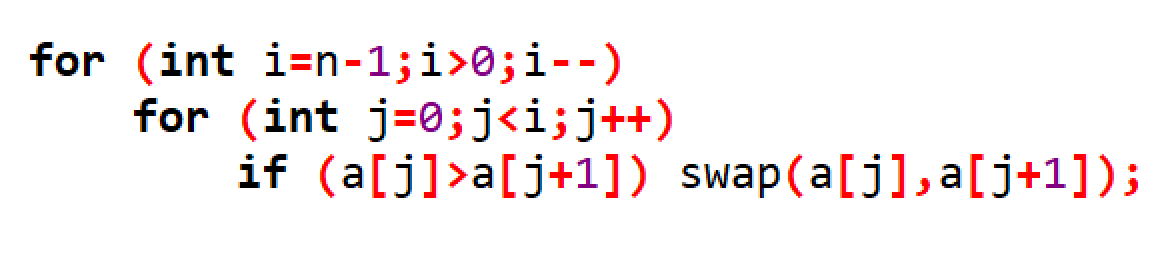 for (int i=n-1;i>0;i--)
for (int j=0;j<i;j++)
if (a[j]>a[j+1]) swap(a[j],a[j+1]);